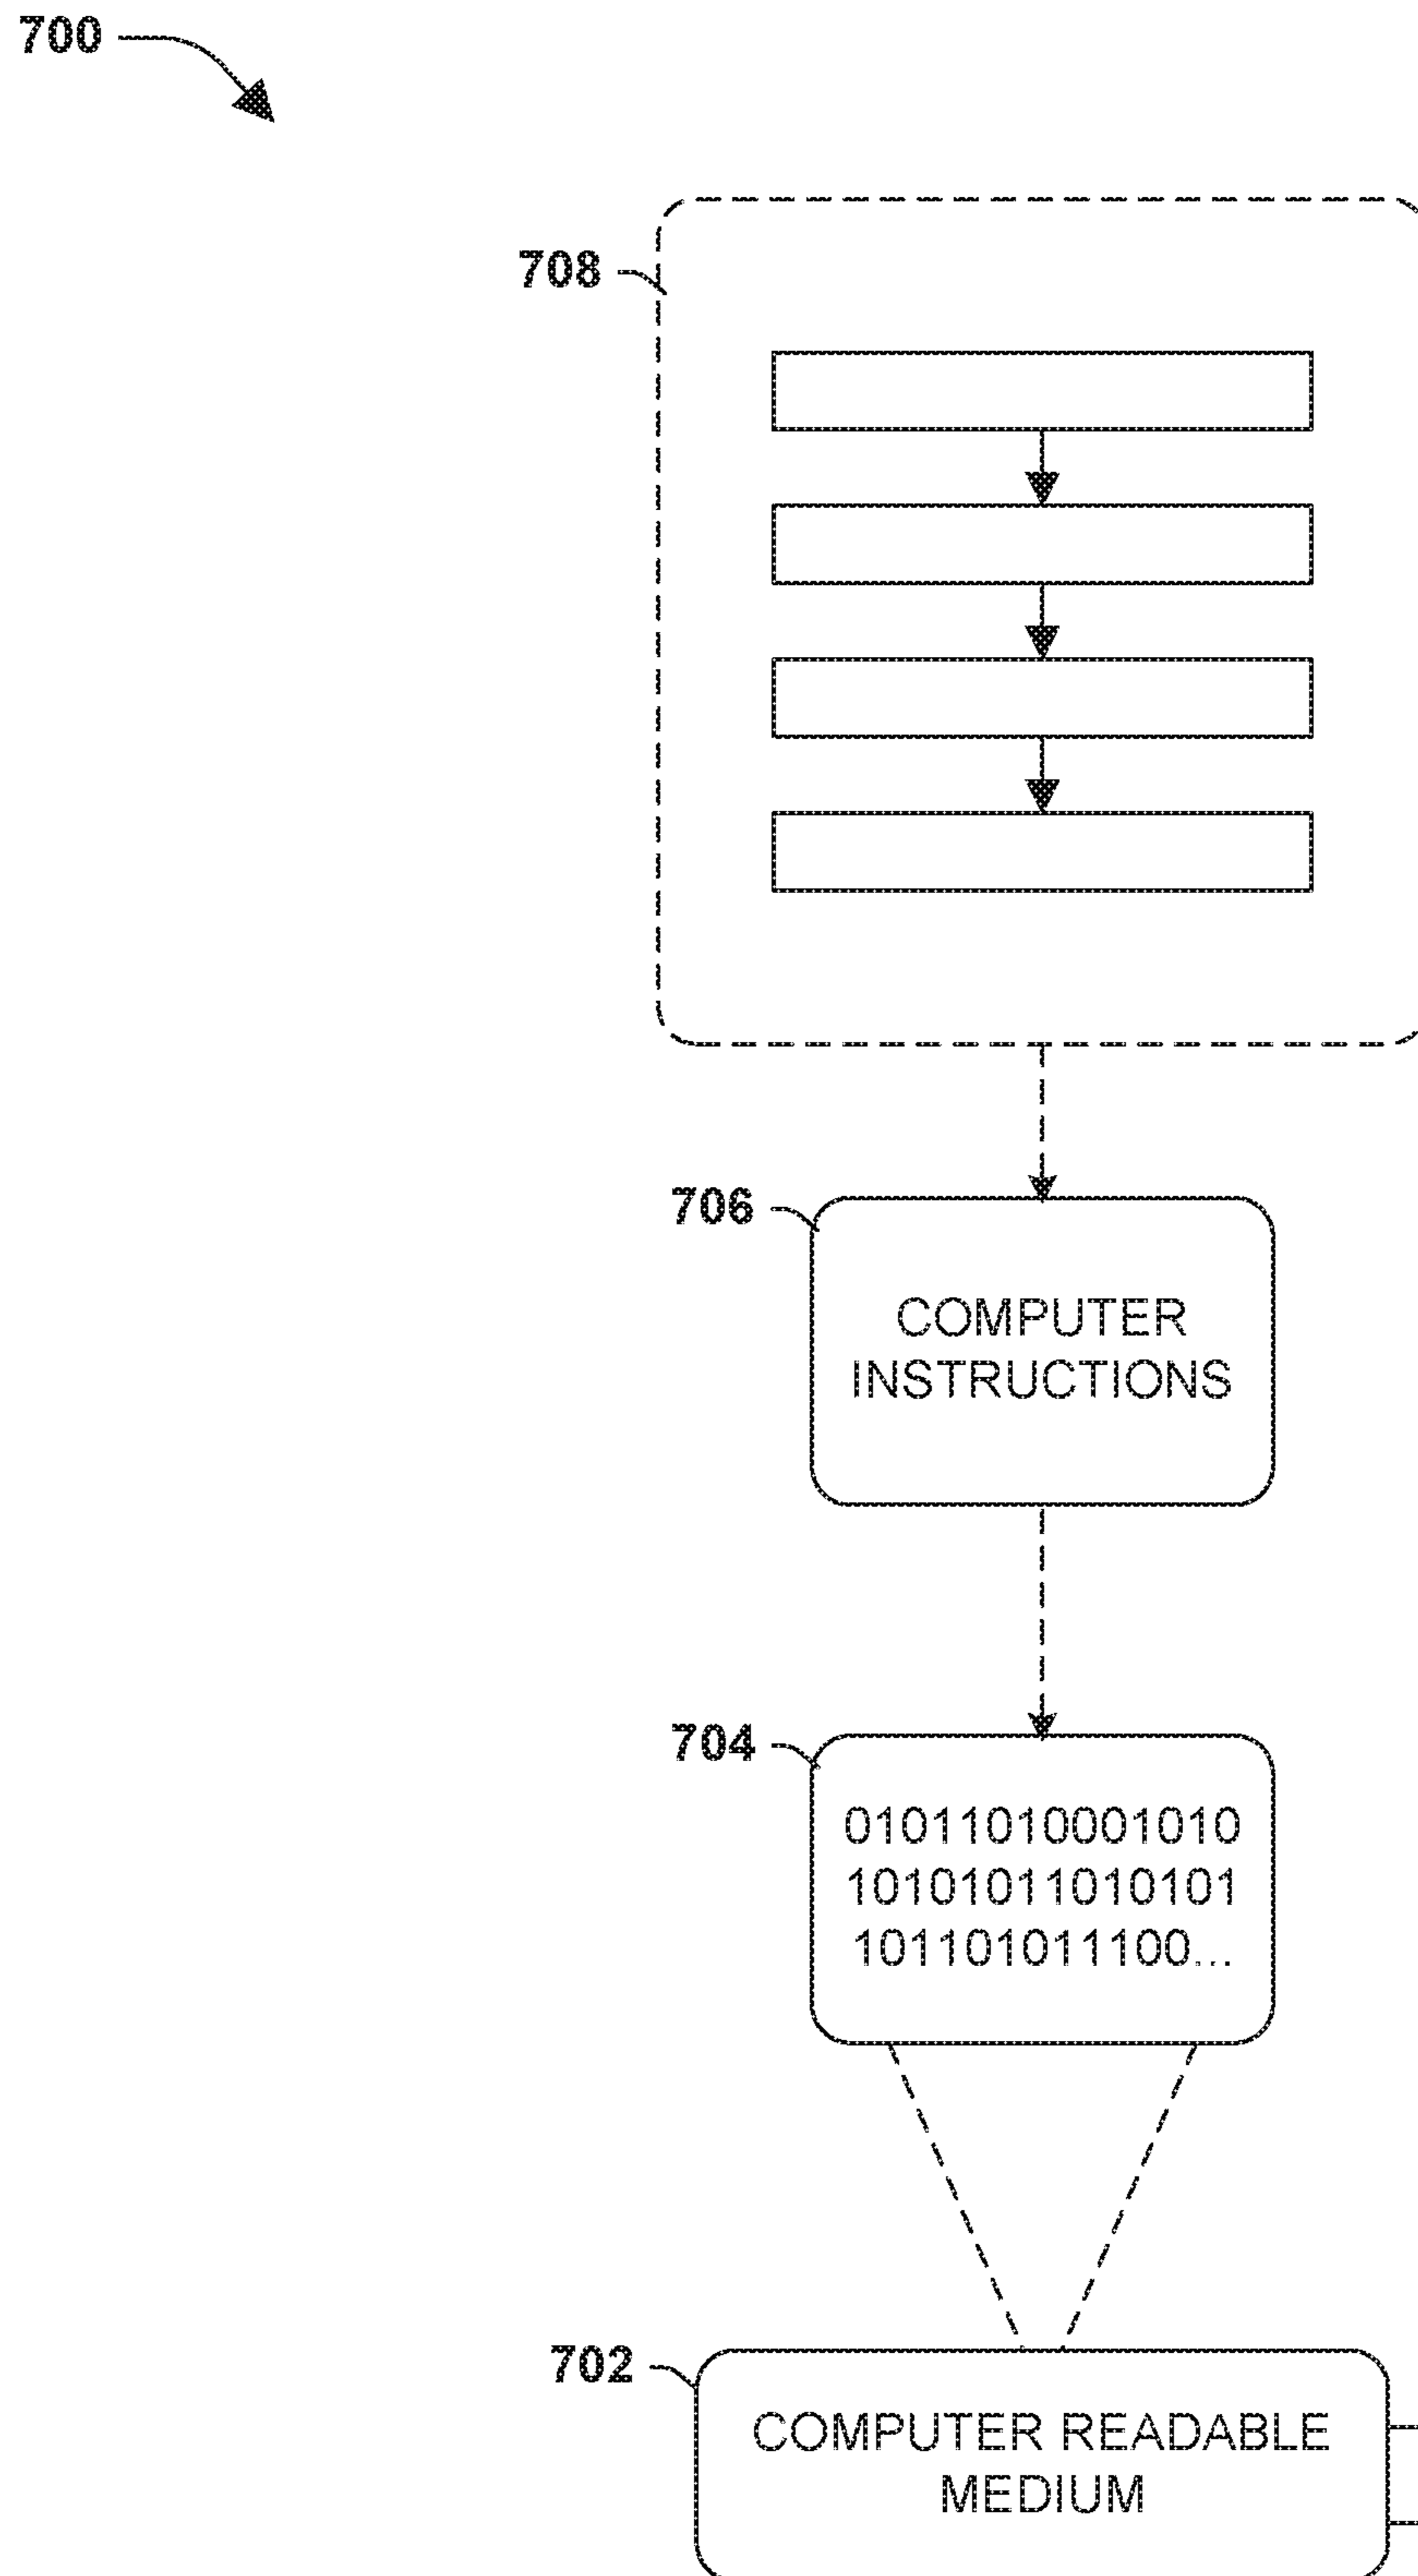 700
708
706
COMPUTER
INSTRUCTIONS
704
01011010001010
10101011010101
101101011100...
702
COMPUTER READABLE
MEDIUM